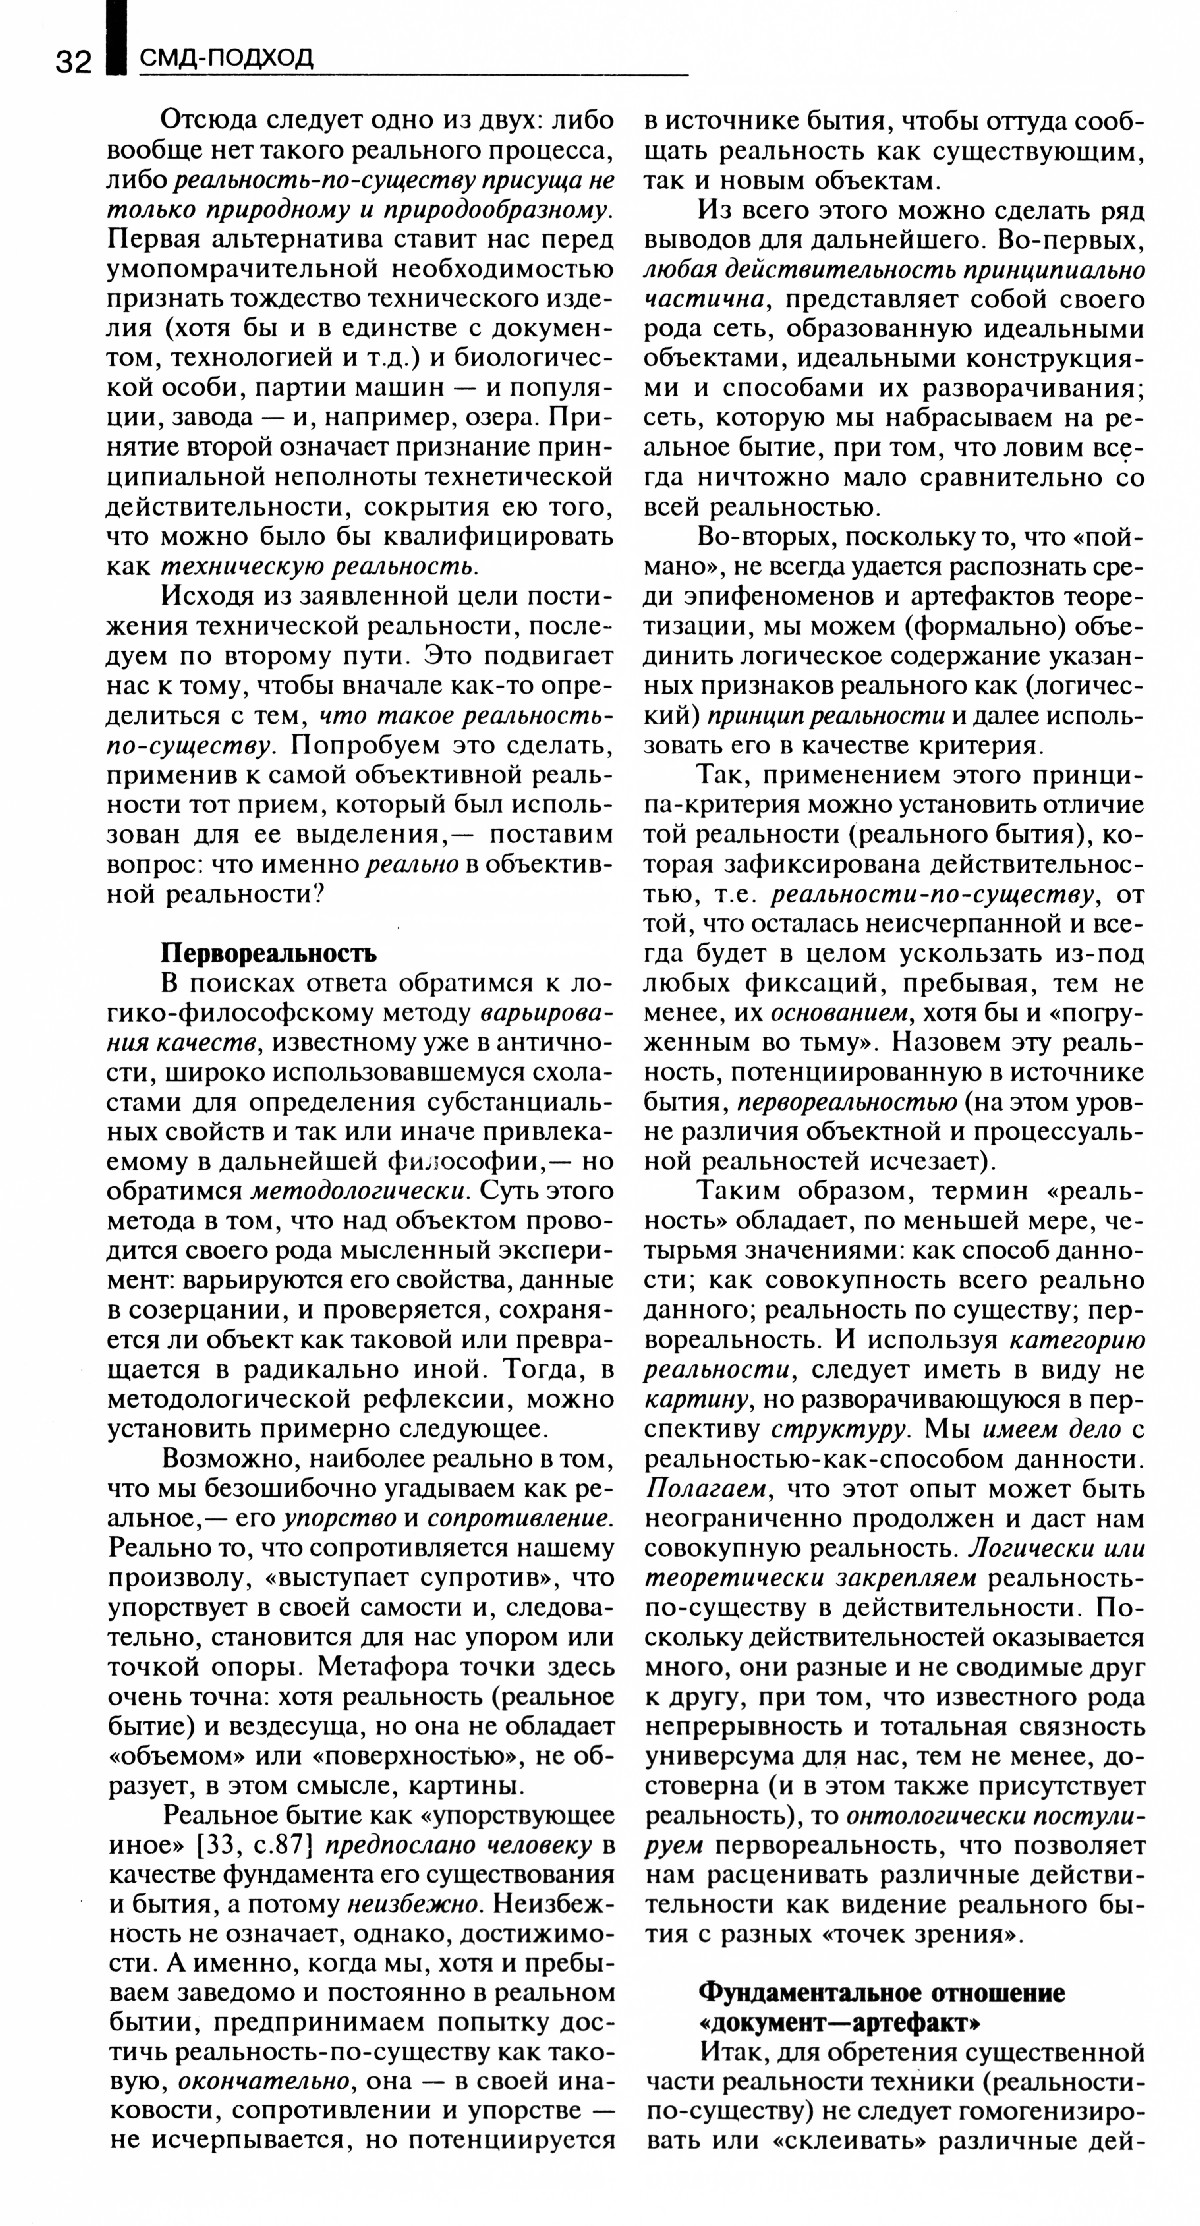 32
СМД-ПОДХОД
Отсюда следует одно из двух: либо
вообще нет такого реального процесса,
либо реальность-по-существу присуща не
только природному и природообразному.
Первая альтернатива ставит нас перед
умопомрачительной необходимостью
признать тождество технического изде-
лия (хотя бы и в единстве с докумен-
том, технологией и т.д.) и биологичес-
кой особи, партии машин — и популя-
ции, завода — и, например, озера. При-
нятие второй означает признание прин-
ципиальной неполноты технетической
действительности, сокрытия ею того,
что можно было бы квалифицировать
как техническую реальность.
Исходя из заявленной цели пости-
жения технической реальности, после-
дуем по второму пути. Это подвигает
нас к тому, чтобы вначале как-то опре-
делиться с тем, что такое реальность-
по-существу. Попробуем это сделать,
применив к самой объективной реаль-
ности тот прием, который был исполь-
зован для ее выделения,— поставим
вопрос: что именно реально в объектив-
ной реальности?
Первореальность
В поисках ответа обратимся к ло-
гико-философскому методу варьирова-
ния качеств, известному уже в антично-
сти, широко использовавшемуся схола-
стами для определения субстанциаль-
ных свойств и так или иначе привлека-
емому в дальнейшей философии,— но
обратимся методологически. Суть этого
метода в том, что над объектом прово-
дится своего рода мысленный экспери-
мент: варьируются его свойства, данные
в созерцании, и проверяется, сохраня-
ется ли объект как таковой или превра-
щается в радикально иной. Тогда, в
методологической рефлексии, можно
установить примерно следующее.
Возможно, наиболее реально в том,
что мы безошибочно угадываем как ре-
альное,— его упорство и сопротивление.
Реально то, что сопротивляется нашему
произволу, «выступает супротив», что
упорствует в своей самости и, следова-
тельно, становится для нас упором или
точкой опоры. Метафора точки здесь
очень точна: хотя реальность (реальное
бытие) и вездесуща, но она не обладает
«объемом» или «поверхностью», не об-
разует, в этом смысле, картины.
Реальное бытие как «упорствующее
иное» [33, с.87] предпослано человеку в
качестве фундамента его существования
и бытия, а потому неизбежно. Неизбеж-
ность не означает, однако, достижимо-
сти. А именно, когда мы, хотя и пребы-
ваем заведомо и постоянно в реальном
бытии, предпринимаем попытку дос-
тичь реальность-по-существу как тако-
вую, окончательно, она — в своей ина-
ковости, сопротивлении и упорстве —
не исчерпывается, но потенциируется
в источнике бытия, чтобы оттуда сооб-
щать реальность как существующим,
так и новым объектам.
Из всего этого можно сделать ряд
выводов для дальнейшего. Во-первых,
любая действительность принципиально
частична, представляет собой своего
рода сеть, образованную идеальными
объектами, идеальными конструкция-
ми и способами их разворачивания;
сеть, которую мы набрасываем на ре-
альное бытие, при том, что ловим все-
гда ничтожно мало сравнительно со
всей реальностью.
Во-вторых, поскольку то, что «пой-
мано», не всегда удается распознать сре-
ди эпифеноменов и артефактов теоре-
тизации, мы можем (формально) объе-
динить логическое содержание указан-
ных признаков реального как (логичес-
кий) принцип реальности и далее исполь-
зовать его в качестве критерия.
Так, применением этого принци-
па-критерия можно установить отличие
той реальности (реального бытия), ко-
торая зафиксирована действительнос-
тью, т.е. реальности-по-существу, от
той, что осталась неисчерпанной и все-
гда будет в целом ускользать из-под
любых фиксаций, пребывая, тем не
менее, их основанием, хотя бы и «погру-
женным во тьму». Назовем эту реаль-
ность, потенциированную в источнике
бытия, первореальностью (на этом уров-
не различия объектной и процессуаль-
ной реальностей исчезает).
Таким образом, термин «реаль-
ность» обладает, по меньшей мере, че-
тырьмя значениями: как способ данно-
сти; как совокупность всего реально
данного; реальность по существу; пер-
вореальность. И используя категорию
реальности, следует иметь в виду не
картину, но разворачивающуюся в пер-
спективу структуру. Мы имеем дело с
реальностью-как-способом данности.
Полагаем, что этот опыт может быть
неограниченно продолжен и даст нам
совокупную реальность. Логически или
теоретически закрепляем реальность-
по-существу в действительности. По-
скольку действительностей оказывается
много, они разные и не сводимые друг
к другу, при том, что известного рода
непрерывность и тотальная связность
универсума для нас, тем не менее, до-
стоверна (и в этом также присутствует
реальность), то онтологически постули-
руем первореальность, что позволяет
нам расценивать различные действи-
тельности как видение реального бы-
тия с разных «точек зрения».
Фундаментальное отношение
«документ—артефакт»
Итак, для обретения существенной
части реальности техники (реальности-
по-существу) не следует гомогенизиро-
вать или «склеивать» различные дей-